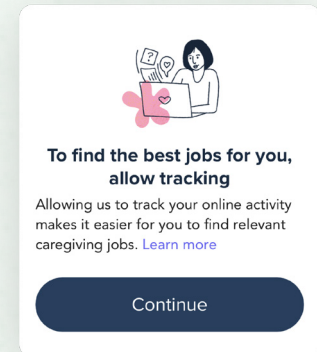 ?
To find the best jobs for you,
allow tracking
Allowing us to track your online activity
makes it easier for you to find relevant
caregiving jobs. Learn more
Continue